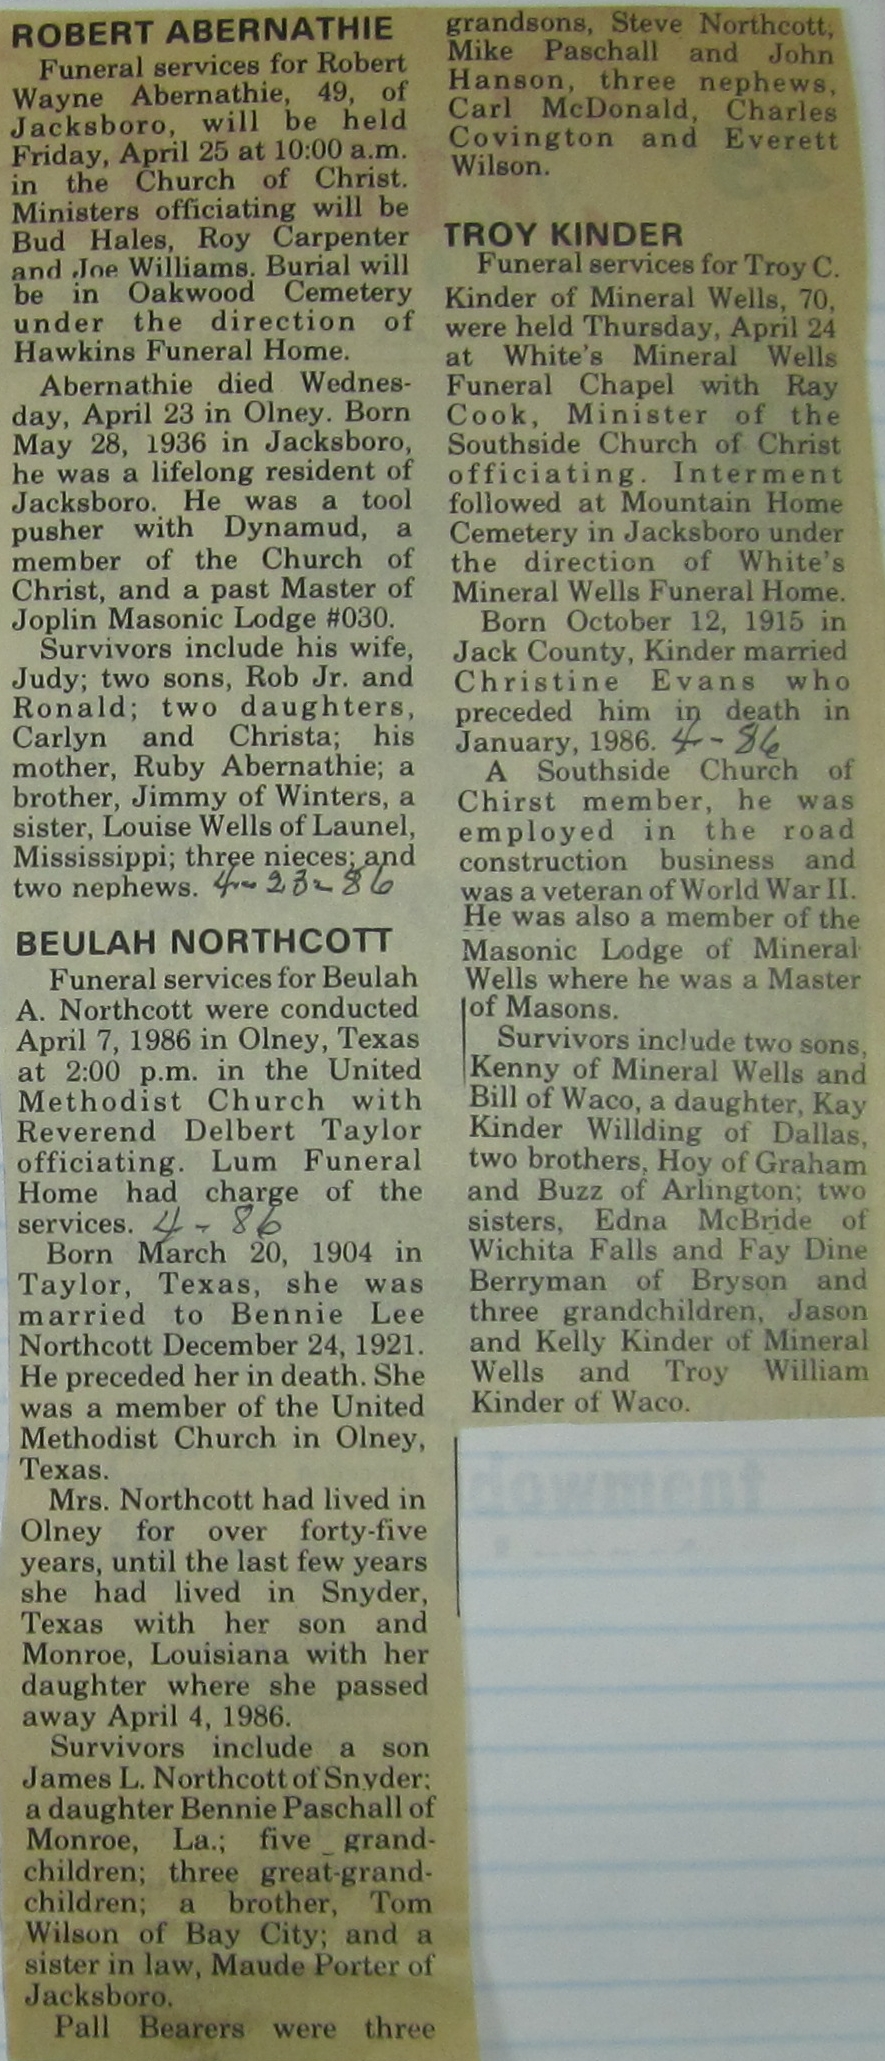 ROBERT ABERNATHIE
Funeral services for Robert
Wayne Abernathie, 49, of
Jacksboro, will be held
Friday, April 25 at 10:00 a.m.
in the Church of Christ.
Ministers officiating will be
Bud Hales, Roy Carpenter
and Joe Williams. Burial will
be in Oakwood Cemetery
under the direction of
Hawkins Funeral Home.
Abernathie died Wednes-
day, April 23 in Olney. Born
May 28, 1936 in Jacksboro,
he was a lifelong resident of
Jacksboro. He was a tool
pusher with Dynamud, a
member of the Church of
Christ, and a past Master of
Joplin Masonic Lodge #030.
Survivors include his wife,
Judy; two sons, Rob Jr. and
Ronald; two daughters,
Carlyn and Christa; his
mother, Ruby Abernathie; a
brother, Jimmy of Winters, a
sister, Louise Wells of Launel,
Mississippi; three nieces; and
two nephews. 4-23-86
BEULAH NORTHCOTT
Funeral services for Beulah
A. Northcott were conducted
April 7, 1986 in Olney, Texas
at 2:00 p.m. in the United
Methodist Church with
Reverend Delbert Taylor
officiating. Lum Funeral
Home had charge of the
services. 4-86
Born March 20, 1904 in
Taylor, Texas, she was
married to Bennie Lee
Northcott December 24, 1921.
He preceded her in death. She
was a member of the United
Methodist Church in Olney,
Texas.
Mrs. Northcott had lived in
Olney for over forty-five
years, until the last few years
she had lived in Snyder,
Texas with her son and
Monroe, Louisiana with her
daughter where she passed
away April 4, 1986.
Survivors include a son
James L. Northcott of Snyder;
a daughter Bennie Paschall of
Monroe, La.; five grand-
children; three great-grand-
children; a brother, Tom
Wilson of Bay City; and a
sister in law, Maude Porter of
Jacksboro.
Pall Bearers were three
grandsons, Steve Northcott,
Mike Paschall and John
Hanson, three nephews,
Carl McDonald, Charles
Covington and Everett
Wilson.
TROY KINDER
Funeral services for Troy C.
Kinder of Mineral Wells, 70,
were held Thursday, April 24
at White's Mineral Wells
Funeral Chapel with Ray
Cook, Minister of the
Southside Church of Christ
officiating. Interment
followed at Mountain Home
Cemetery in Jacksboro under
the direction of White's
Mineral Wells Funeral Home.
Born October 12, 1915 in
Jack County, Kinder married
Christine Evans who
preceded him in death in
January, 1986. 4-86
A Southside Church of
Chirst member, he was
employed in the road
construction business and
was a veteran of World War II.
He was also a member of the
Masonic Lodge of Mineral
Wells where he was a Master
of Masons.
Survivors include two sons,
Kenny of Mineral Wells and
Bill of Waco, a daughter, Kay
Kinder Willding of Dallas,
two brothers, Hoy of Graham
and Buzz of Arlington; two
sisters, Edna McBride of
Wichita Falls and Fay Dine
Berryman of Bryson and
three grandchildren, Jason
and Kelly Kinder of Mineral
Wells and Troy William
Kinder of Waco.